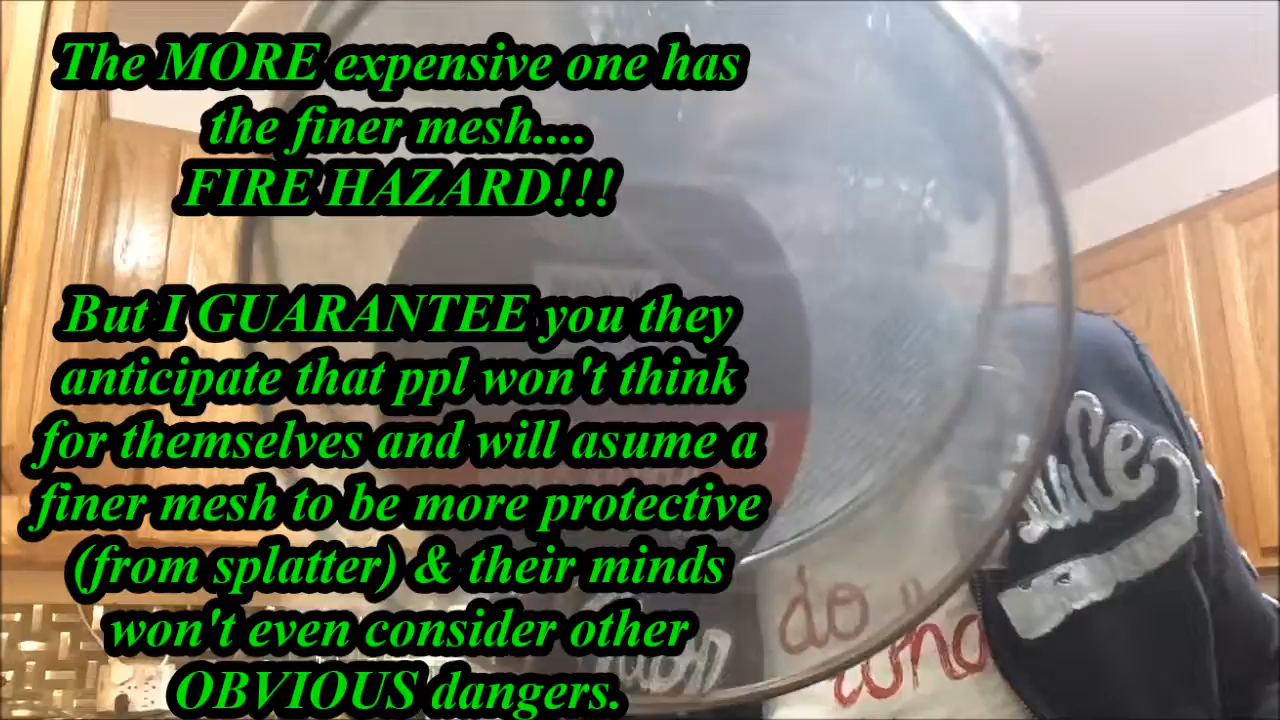 The MORE expensive one has
the finer mesh....
FIRE HAZARD!!!
But I GUARANTEE you they
anticipate that ppl won't think
for themselves and will asume a
finer mesh to be more protective
(from splatter) & their minds
won't even consider other
OBVIOUS dangers.
do